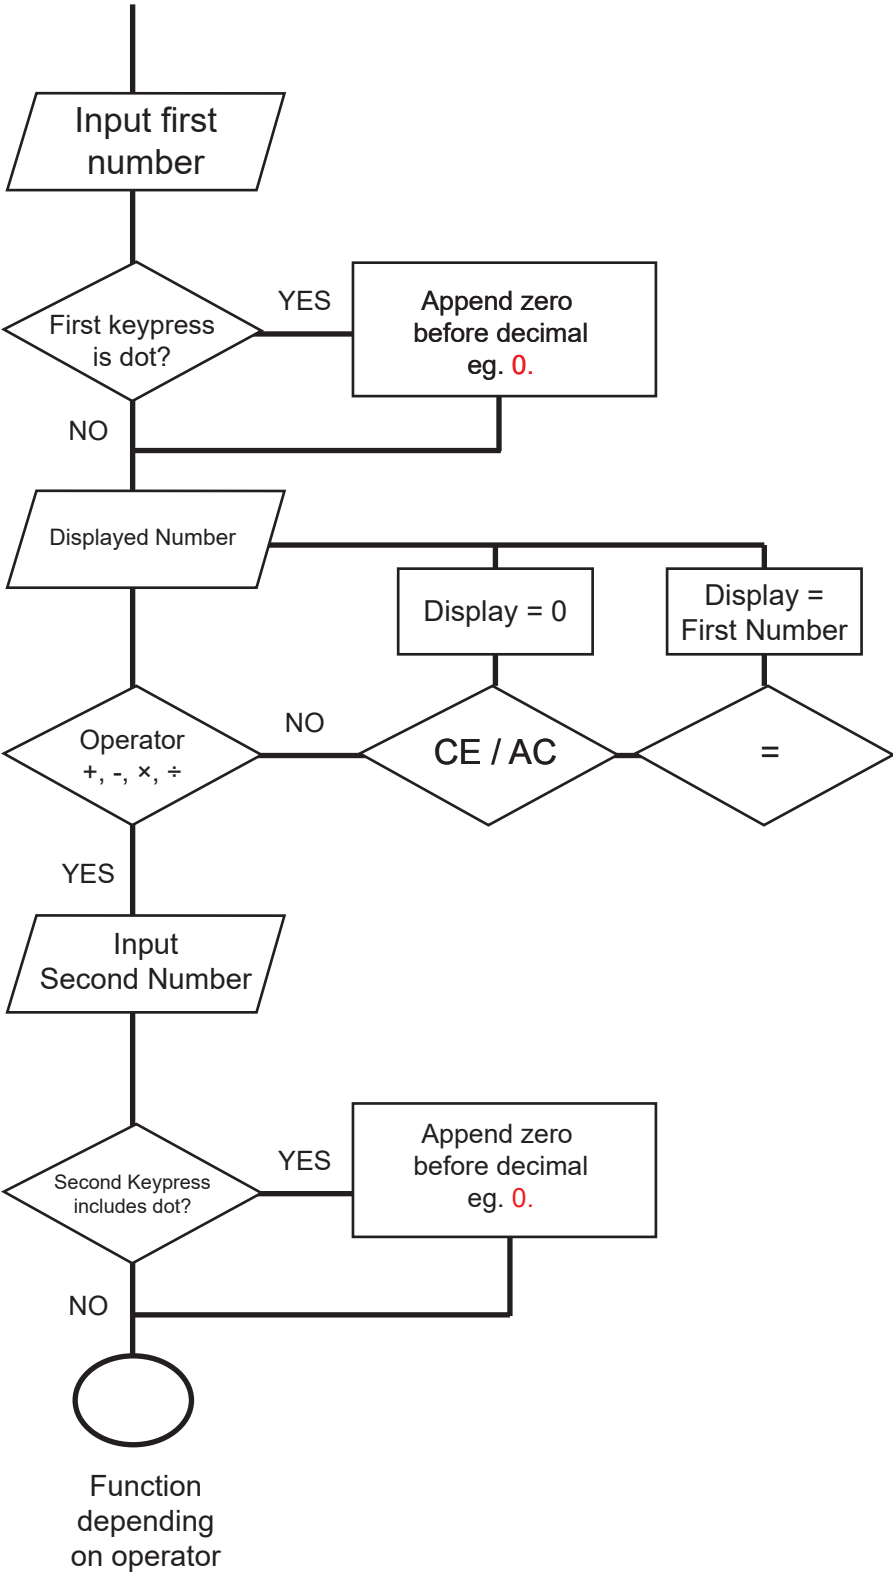 Input first
number
First keypress
is dot?
YES
Append zero
before decimal
eg. 0.
NO
Displayed Number
Display = 0
Display =
First Number
Operator
+, -, ×, ÷
NO
CE / AC
=
YES
Input
Second Number
Second Keypress
includes dot?
YES
Append zero
before decimal
eg. 0.
NO
Function
depending
on operator